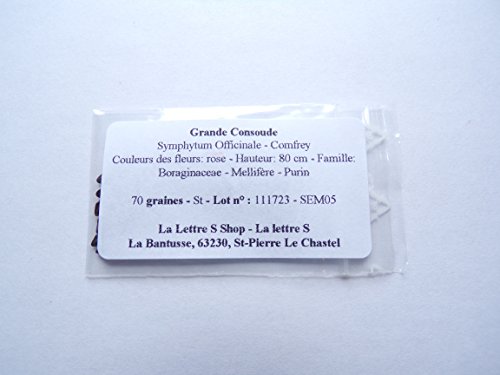 Grande Consoude
Symphytum Officinale - Comfrey
Couleurs des fleurs: rose - Hauteur: 80 cm - Famille:
Boraginaceae - Mellifère - Purin
70 graines - St - Lot n° : 111723 - SEM05
La Lettre S Shop - La lettre S
La Bantusse, 63230, St-Pierre Le Chastel